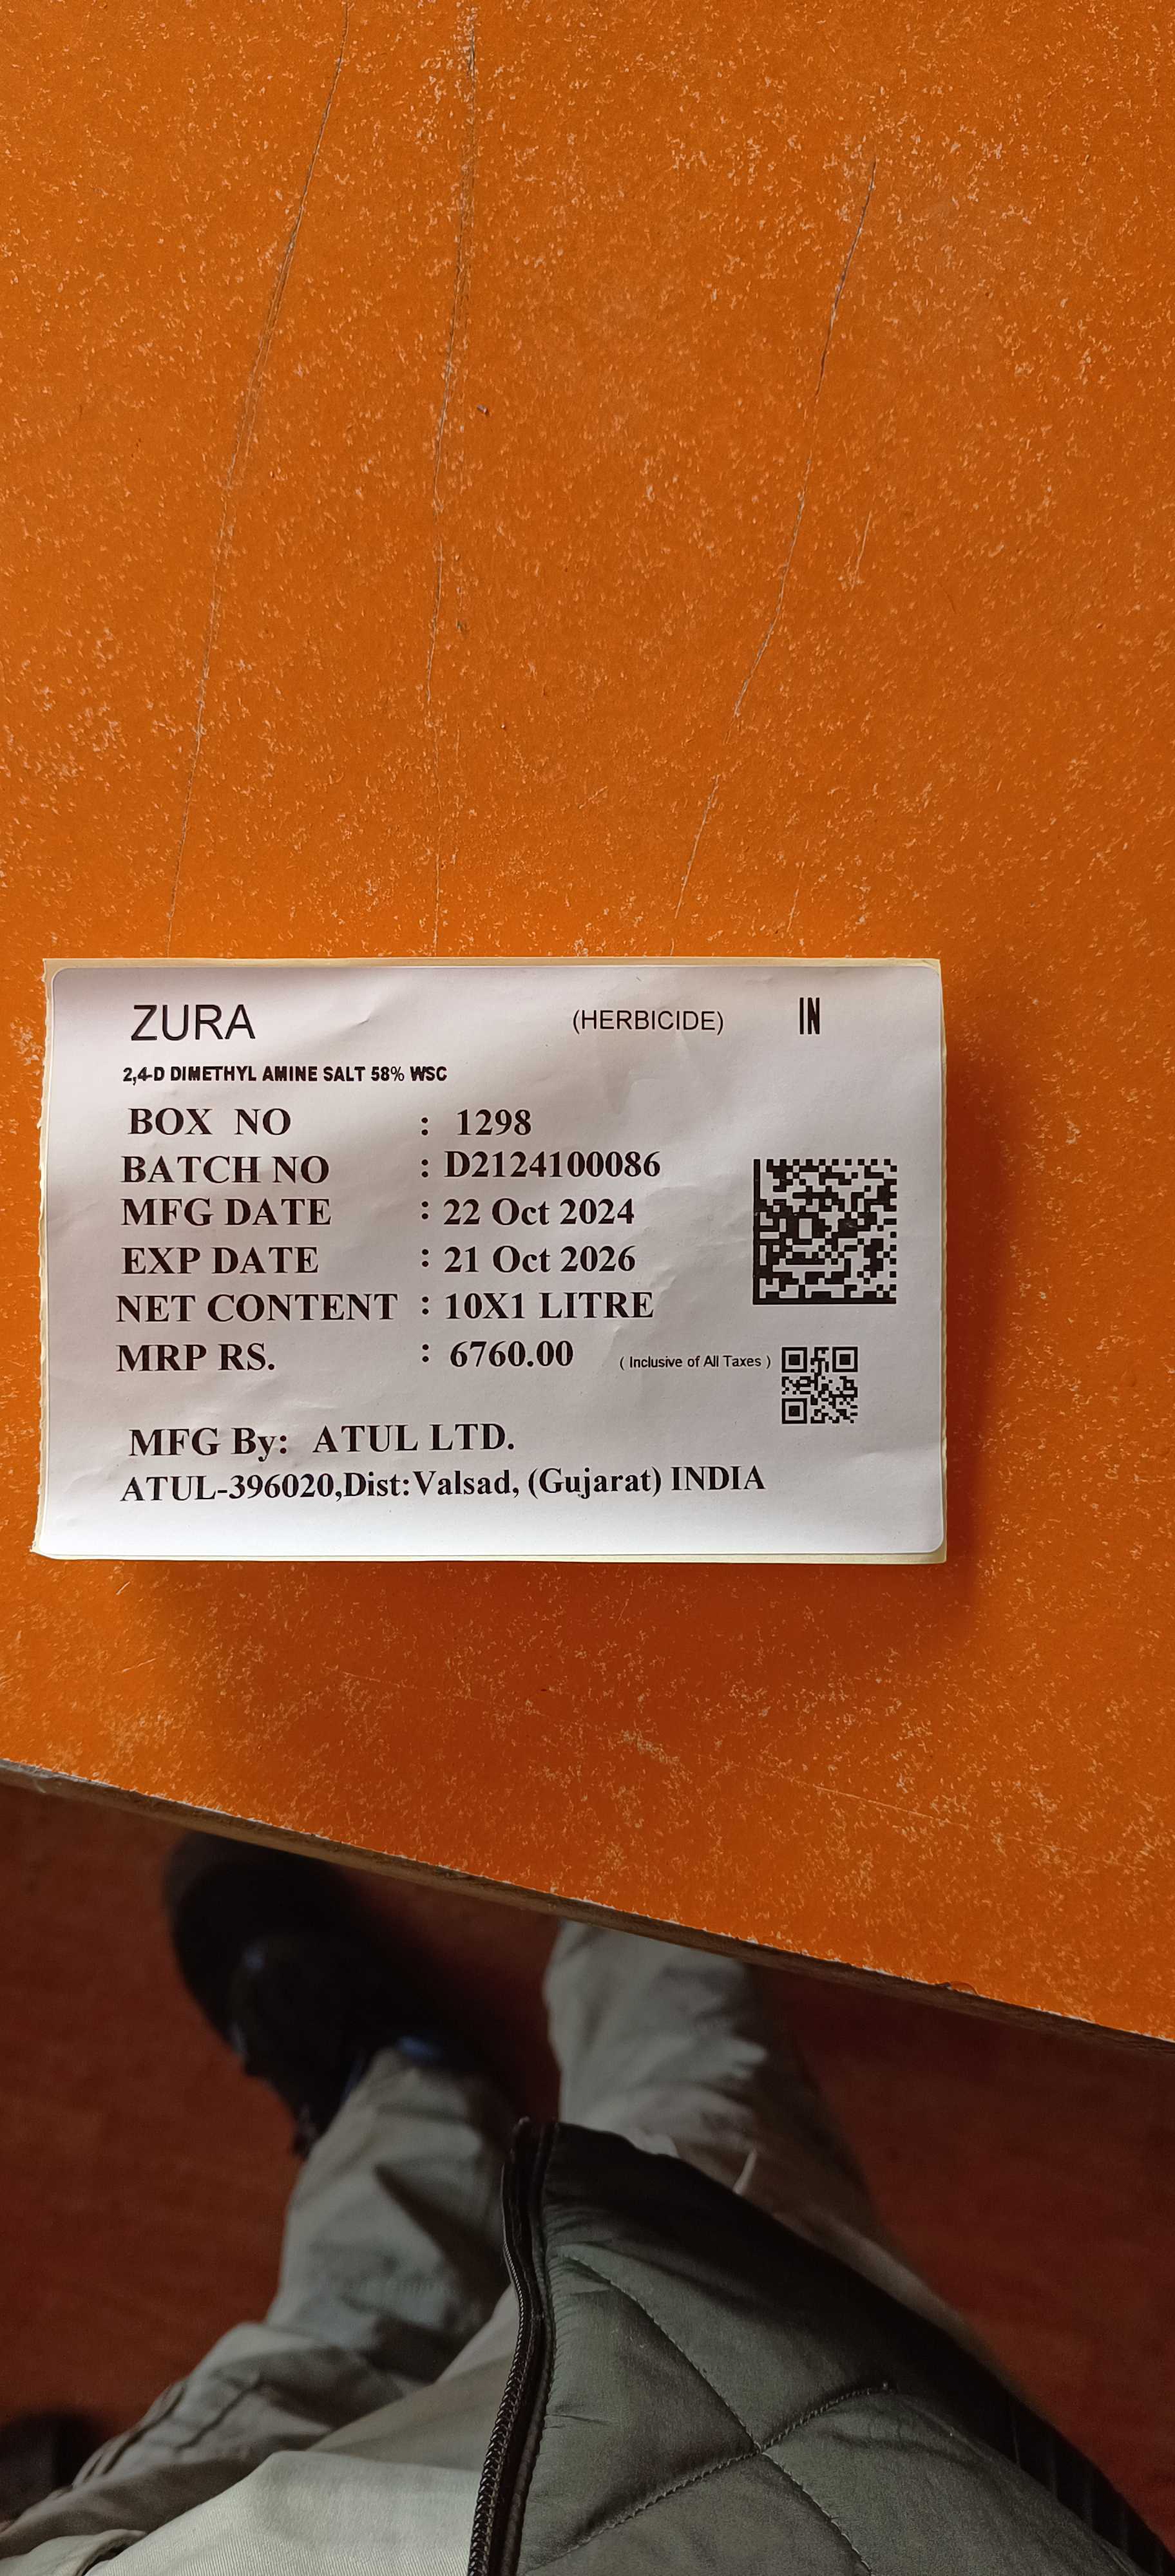 ZURA (HERBICIDE) IN
2,4-D DIMETHYL AMINE SALT 58% WSC
BOX NO : 1298
BATCH NO : D2124100086
MFG DATE : 22 Oct 2024
EXP DATE : 21 Oct 2026
NET CONTENT : 10X1 LITRE
MRP RS. : 6760.00 ( Inclusive of All Taxes )
MFG By: ATUL LTD.
ATUL-396020,Dist:Valsad, (Gujarat) INDIA